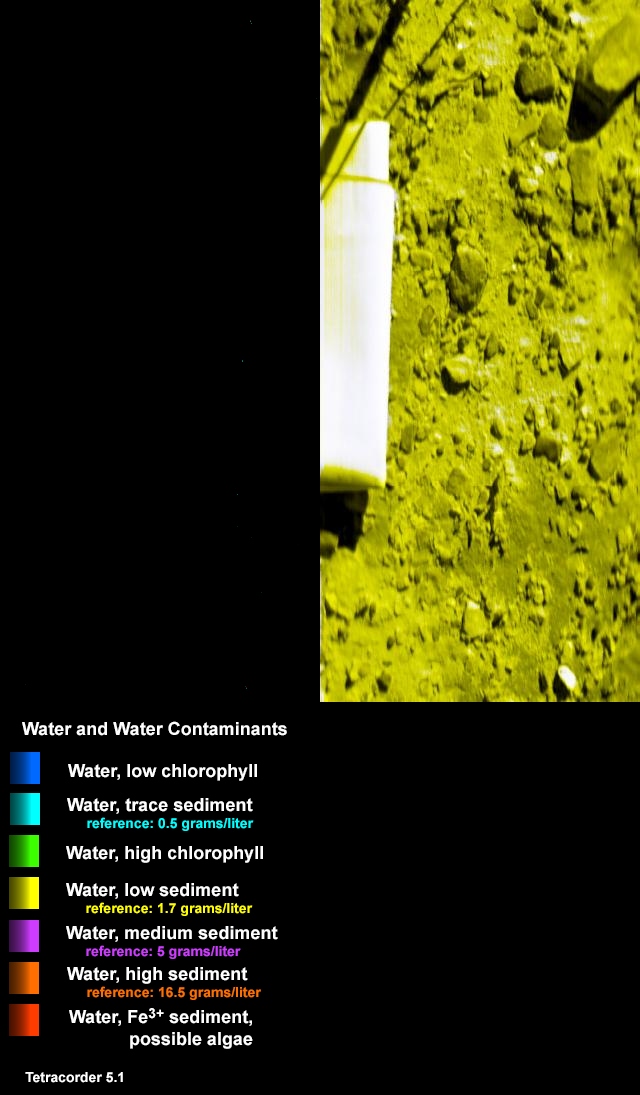 Water and Water Contaminants
Water, low chlorophyll
Water, trace sediment
reference: 0.5 grams/liter
Water, high chlorophyll
Water, low sediment
reference: 1.7 grams/liter
Water, medium sediment
reference: 5 grams/liter
Water, high sediment
reference: 16.5 grams/liter
Water, Fe³⁺ sediment,
possible algae
Tetracorder 5.1